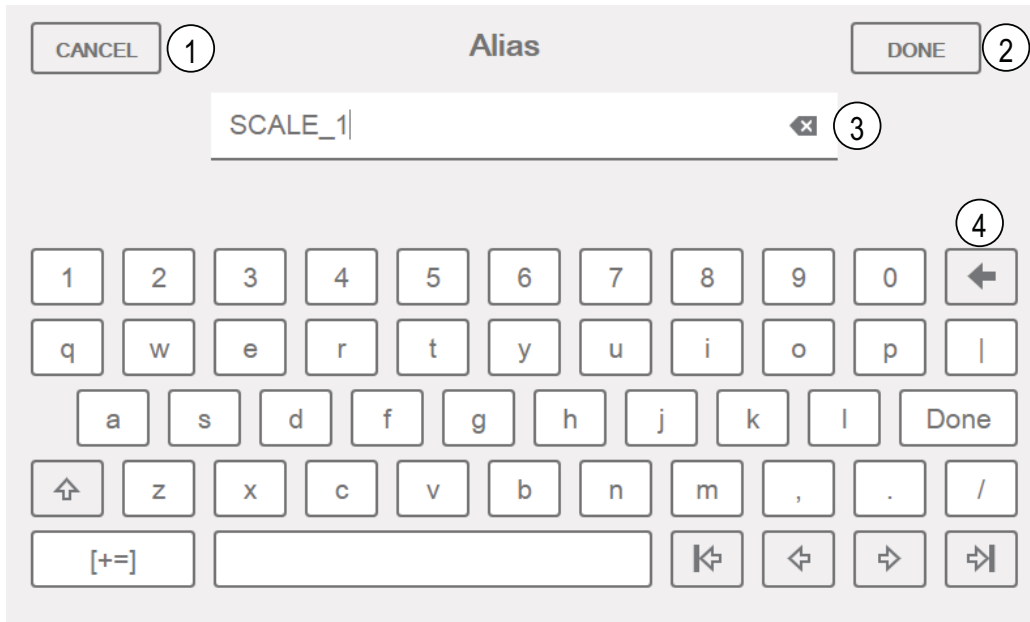 CANCEL 1 Alias DONE 2
SCALE_1 3
4
1 2 3 4 5 6 7 8 9 0
q w e r t y u i o p |
a s d f g h j k l Done
z x c v b n m , . /
[+=]